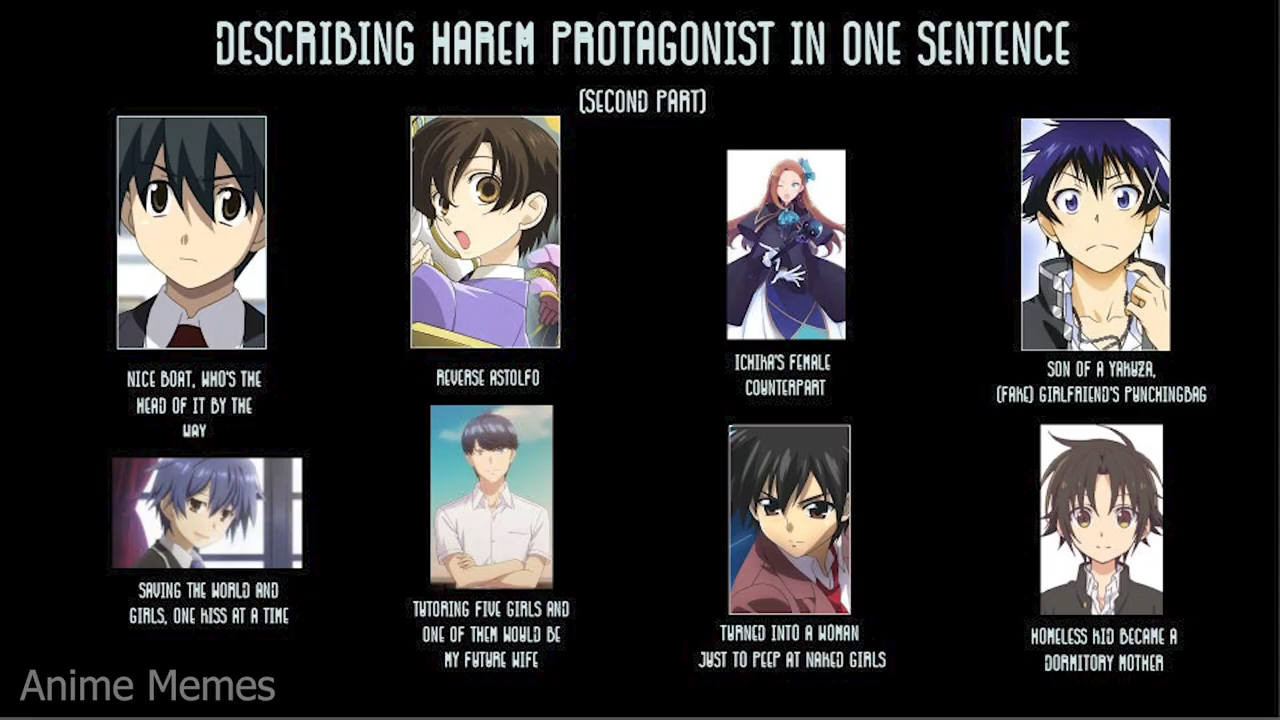 DESCRIBING HAREM PROTAGONIST IN ONE SENTENCE
(SECOND PART)
NICE BOAT, WHO'S THE
HEAD OF IT BY THE
WAY
REVERSE ASTOLFO
ICHIKA'S FEMALE
COUNTERPART
SON OF A YAKUZA,
(FAKE) GIRLFRIEND'S PUNCHINGBAG
SAVING THE WORLD AND
GIRLS, ONE KISS AT A TIME
TUTORING FIVE GIRLS AND
ONE OF THEM WOULD BE
MY FUTURE WIFE
TURNED INTO A WOMAN
JUST TO PEEP AT NAKED GIRLS
HOMELESS KID BECAME A
DORMITORY MOTHER
Anime Memes